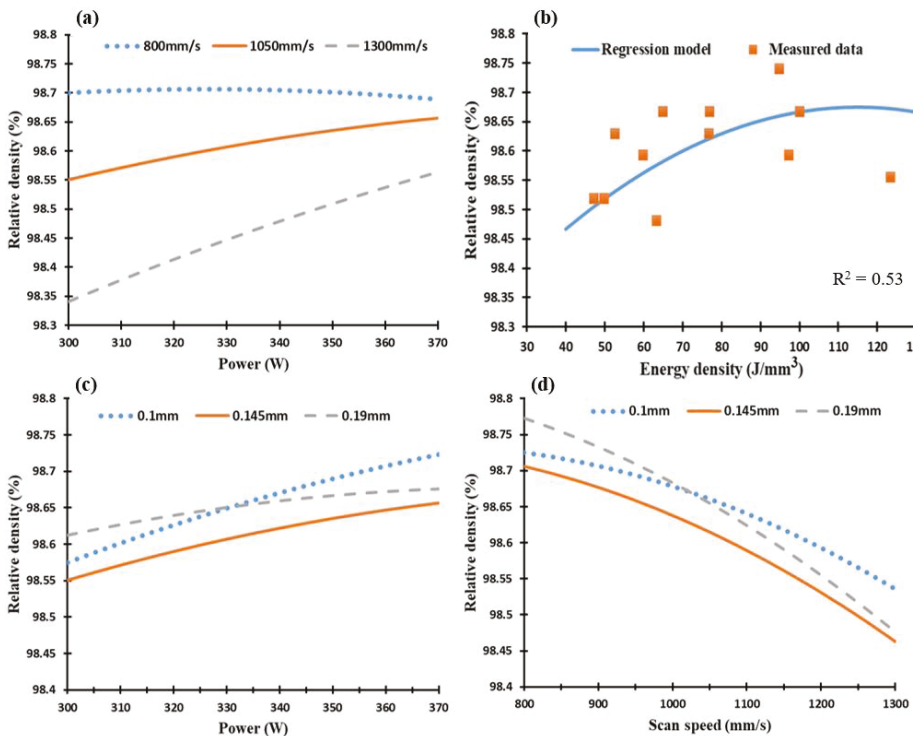 (a)
800mm/s 1050mm/s 1300mm/s
98.8
98.75
98.7
98.65
98.6
98.55
98.5
98.45
98.4
98.35
98.3
Relative density (%)
300 310 320 330 340 350 360 370
Power (W)
(b)
Regression model Measured data
98.8
98.75
98.7
98.65
98.6
98.55
98.5
98.45
98.4
98.35
98.3
Relative density (%)
R² = 0.53
30 40 50 60 70 80 90 100 110 120
Energy density (J/mm³)
(c)
0.1mm 0.145mm 0.19mm
98.8
98.75
98.7
98.65
98.6
98.55
98.5
98.45
98.4
Relative density (%)
300 310 320 330 340 350 360 370
Power (W)
(d)
0.1mm 0.145mm 0.19mm
98.8
98.75
98.7
98.65
98.6
98.55
98.5
98.45
98.4
Relative density (%)
800 900 1000 1100 1200 1300
Scan speed (mm/s)